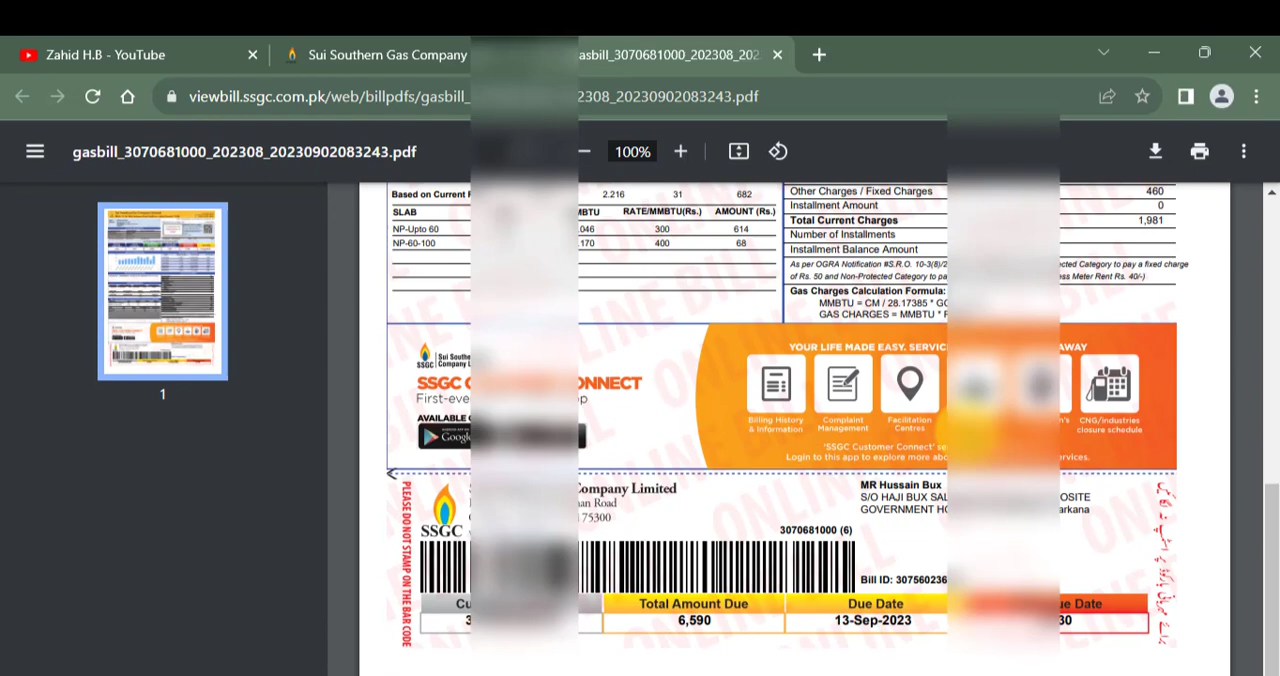 Zahid H.B - YouTube
Sui Southern Gas Company
asbill_3070681000_202308_202
viewbill.ssgc.com.pk/web/billpdfs/gasbill_
2308_20230902083243.pdf
gasbill_3070681000_202308_20230902083243.pdf
100%
1
Based on Current
2.216 31 682
SLAB
MBTU RATE/MMBTU(Rs.) AMOUNT (Rs.)
NP-Upto 60
.046 300 614
NP-60-100
.170 400 68
Other Charges / Fixed Charges 460
Installment Amount 0
Total Current Charges 1,981
Number of Installments
Installment Balance Amount
As per OGRA Notification #S.R.O. 10-3(8)/2
cted Category to pay a fixed charge
of Rs. 50 and Non-Protected Category to pa
ss Meter Rent Rs. 40/-)
Gas Charges Calculation Formula:
MMBTU = CM / 28.17385 * GC
GAS CHARGES = MMBTU *
ONLINE BILL
SSGC
Sui Southe
Company L
SSGC C
ONNECT
First-eve
p
AVAILABLE
Google
YOUR LIFE MADE EASY. SERVIC
AWAY
Billing History
& Information
Complaint
Management
Facilitation
Centres
n's
CNG/industries
closure schedule
'SSGC Customer Connect' se
Login to this app to explore more abo
ervices.
PLEASE DO NOT STAMP ON THE BAR CODE
SSGC
Company Limited
an Road
75300
3070681000 (6)
MR Hussain Bux
S/O HAJI BUX SAL
OSITE
GOVERNMENT HO
arkana
Bill ID: 307560236
Cu
Total Amount Due
Due Date
ue Date
3
6,590
13-Sep-2023
30